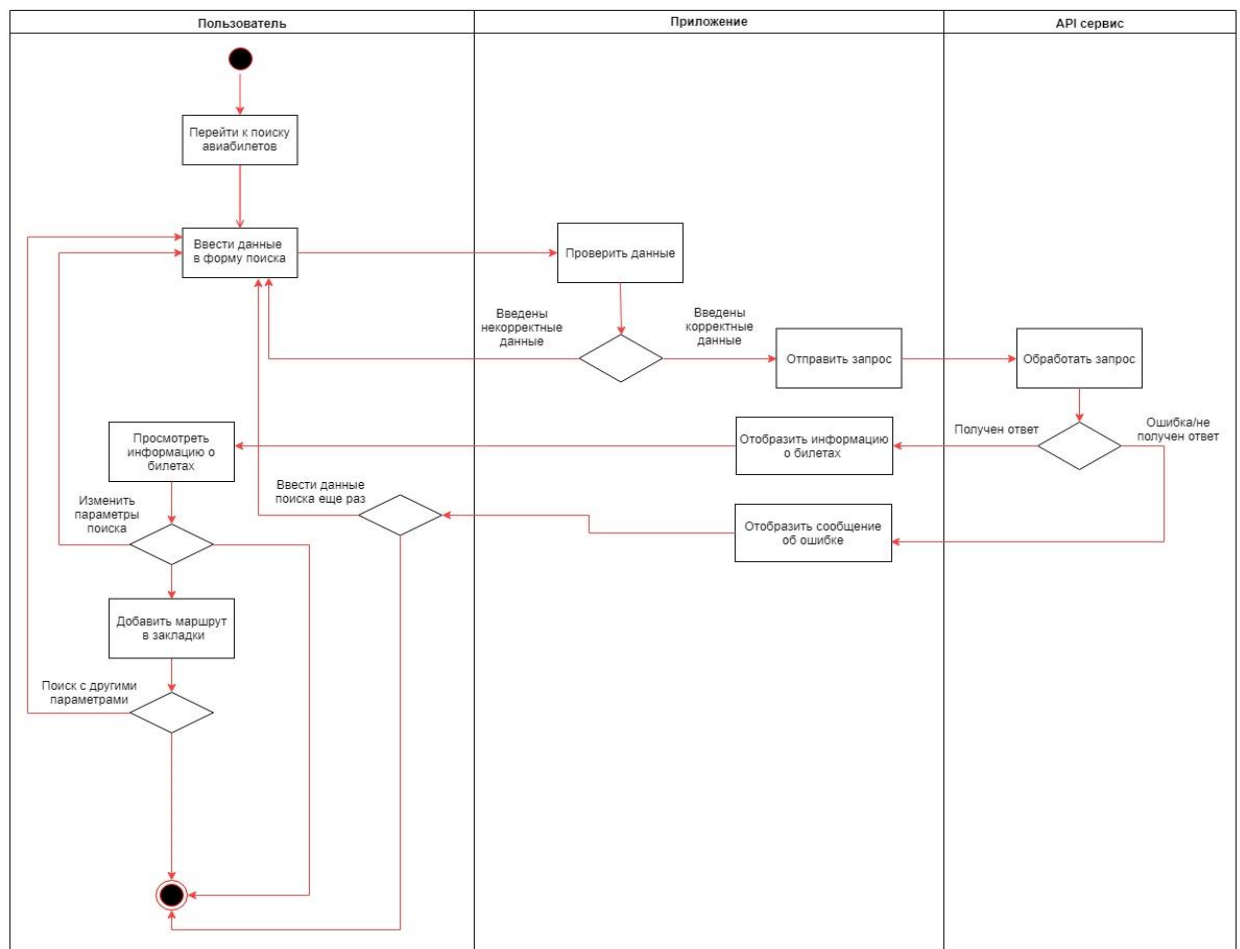 Пользователь
Приложение
API сервис
Перейти к поиску
авиабилетов
Ввести данные
в форму поиска
Проверить данные
Введены
некорректные
данные
Введены
корректные
данные
Отправить запрос
Обработать запрос
Получен ответ
Ошибка/не
получен ответ
Просмотреть
информацию о
билетах
Отобразить информацию
о билетах
Ввести данные
поиска еще раз
Изменить
параметры
поиска
Отобразить сообщение
об ошибке
Добавить маршрут
в закладки
Поиск с другими
параметрами